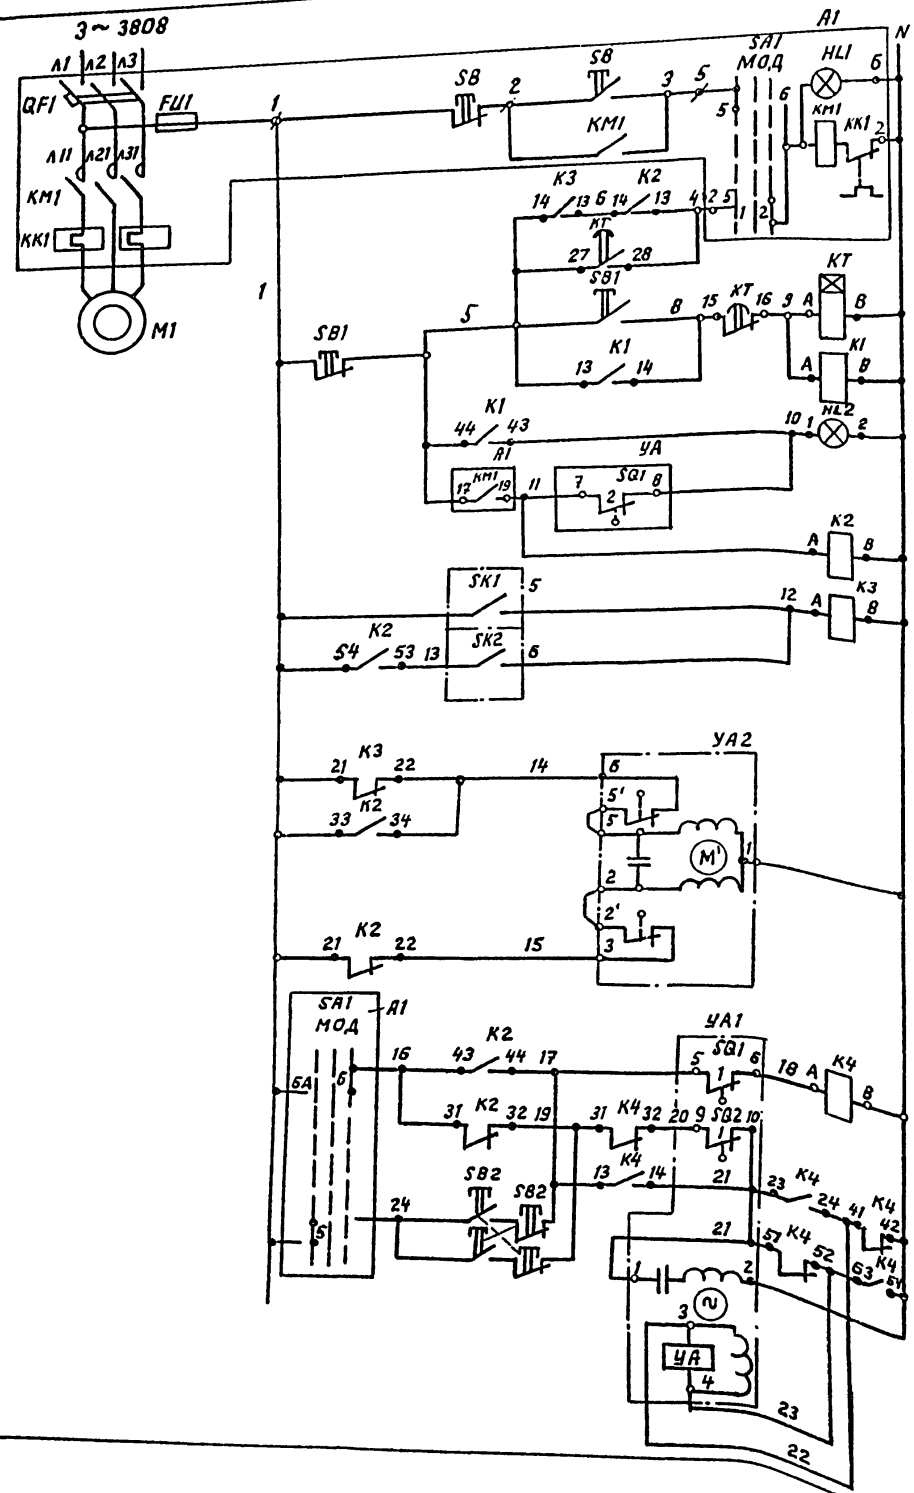 3 ~ 380В
А1
N
Л1 Л2 Л3
SB
SB
SA1
МОД
HL1
QF1
FU1
1
2
3
5
6
6
КМ1
КК1
2
5
КМ1
Л11 Л21 Л31
КМ1
КК1
М1
К3
К2
14 13 6 14 13
4 2 5
1
2
КТ
27 28
1
SB1
5
SB1
8
15 КТ 16 9 А
КТ
В
К1
13 14
А
К1
В
К1
44 43
10 1
HL2
2
А1
17 КМ1 19
11
УА
7
SQ1
2
8
К2
А В
SK1
5
12
А
К3
В
К2
54 53 13
SK2
6
К3
21 22
14
УА2
6
К2
33 34
5'
5
М'
1
2
2'
3
К2
21 22
15
SA1
МОД
А1
6А
6
5
16
К2
43 44 17
УА1
5
SQ1
1
6
18 А
К4
В
31 К2 32 19
31 К4 32 20 9
SQ2
10
13 К4 14
21
23 К4 24 41 К4 42
24
SB2
SB2
21
51 К4 52 63 К4 64
1
2
~
3
УА
4
23
22